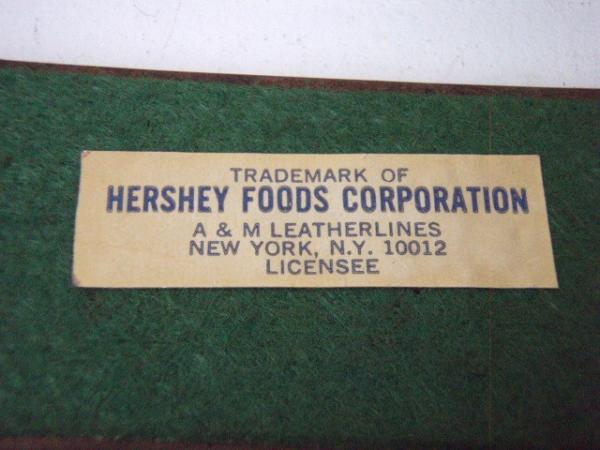 TRADEMARK OF
HERSHEY FOODS CORPORATION
A & M LEATHERLINES
NEW YORK, N.Y. 10012
LICENSEE